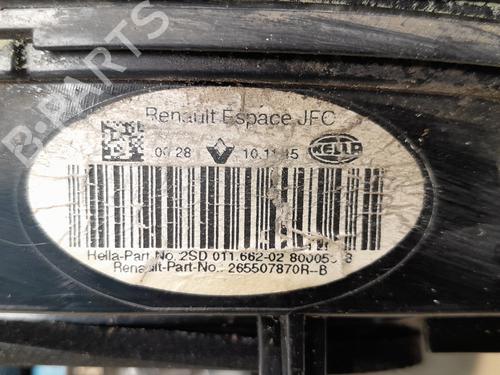 B-PARTS
Renault Espace JFC
HELLA
Hella-Part No. 2SD 011.662-02
Renault-Part-No.: 265507870R--B